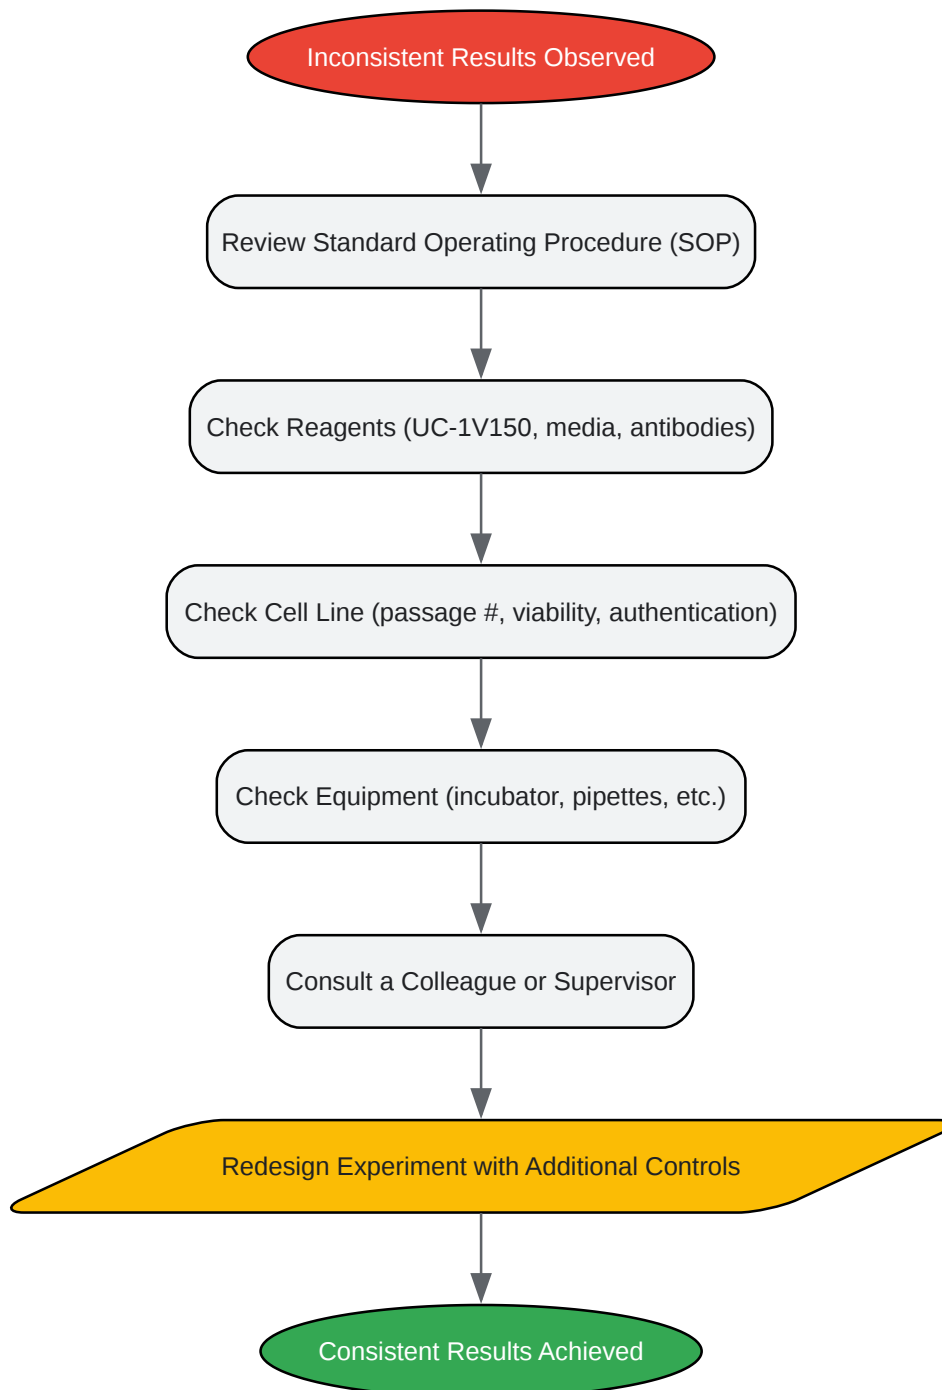 Inconsistent Results Observed
Review Standard Operating Procedure (SOP)
Check Reagents (UC-1V150, media, antibodies)
Check Cell Line (passage #, viability, authentication)
Check Equipment (incubator, pipettes, etc.)
Consult a Colleague or Supervisor
Redesign Experiment with Additional Controls
Consistent Results Achieved